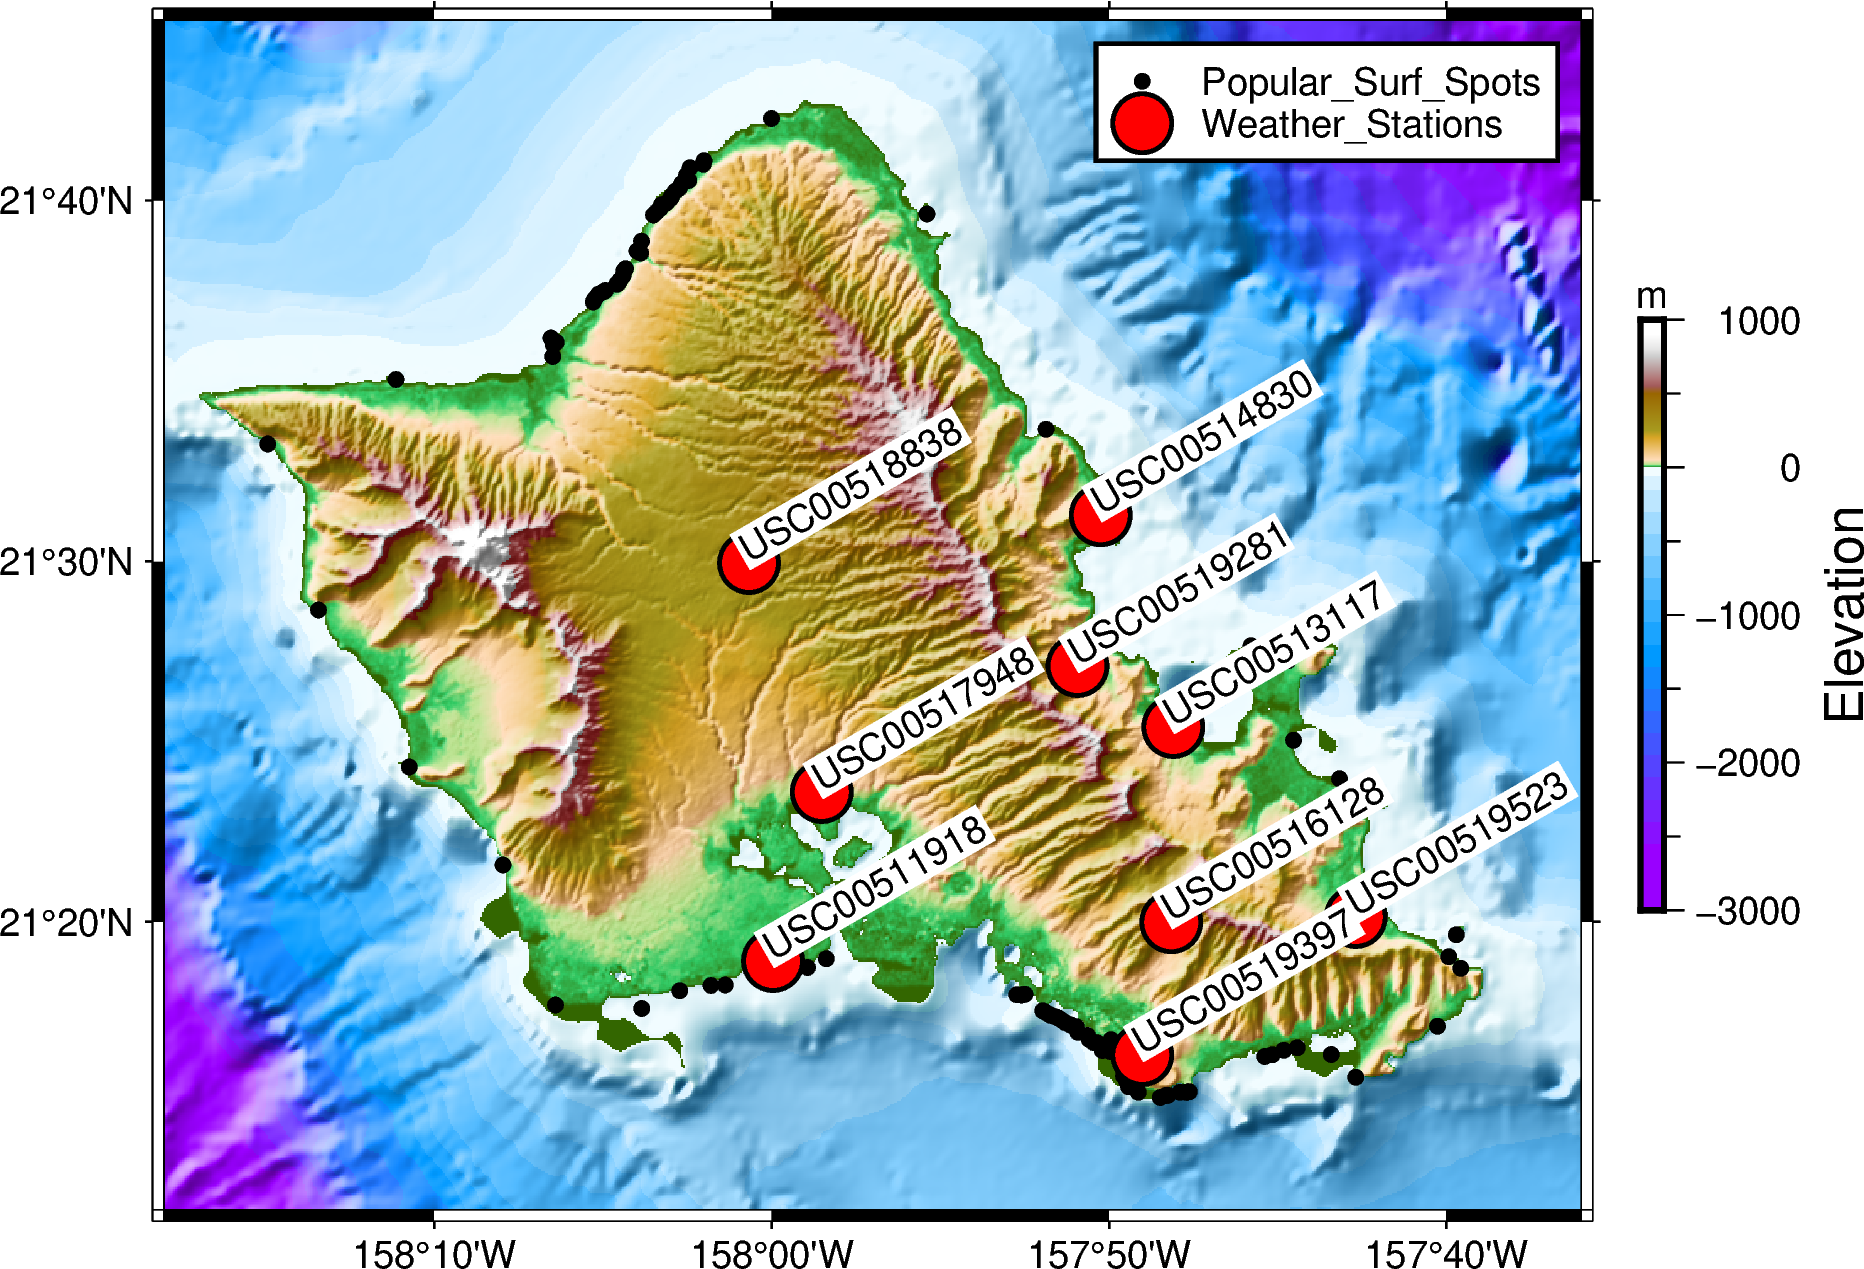 Popular_Surf_Spots
Weather_Stations
21°40'N
21°30'N
21°20'N
158°10'W
158°00'W
157°50'W
157°40'W
USC00518838
USC00514830
USC00519281
USC00513117
USC00517948
USC00511918
USC00516128
USC00519523
USC00519397
m
1000
0
−1000
−2000
−3000
Elevation